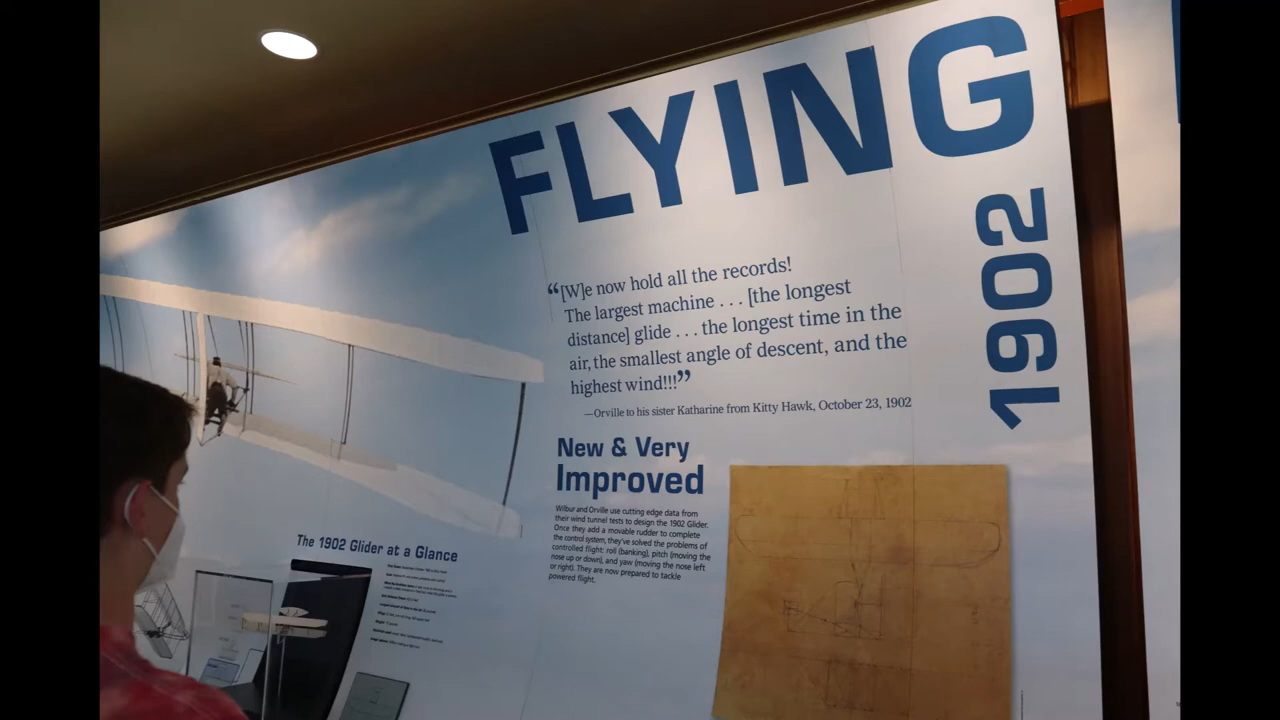 FLYING
1902
“[W]e now hold all the records!
The largest machine . . . [the longest
distance] glide . . . the longest time in the
air, the smallest angle of descent, and the
highest wind!!!”
—Orville to his sister Katharine from Kitty Hawk, October 23, 1902
New & Very
Improved
Wilbur and Orville use cutting edge data from
their wind tunnel tests to design the 1902 Glider.
Once they add a movable rudder to complete
the control system, they’ve solved the problems of
controlled flight: roll (banking), pitch (moving the
nose up or down), and yaw (moving the nose left
or right). They are now prepared to tackle
powered flight.
The 1902 Glider at a Glance